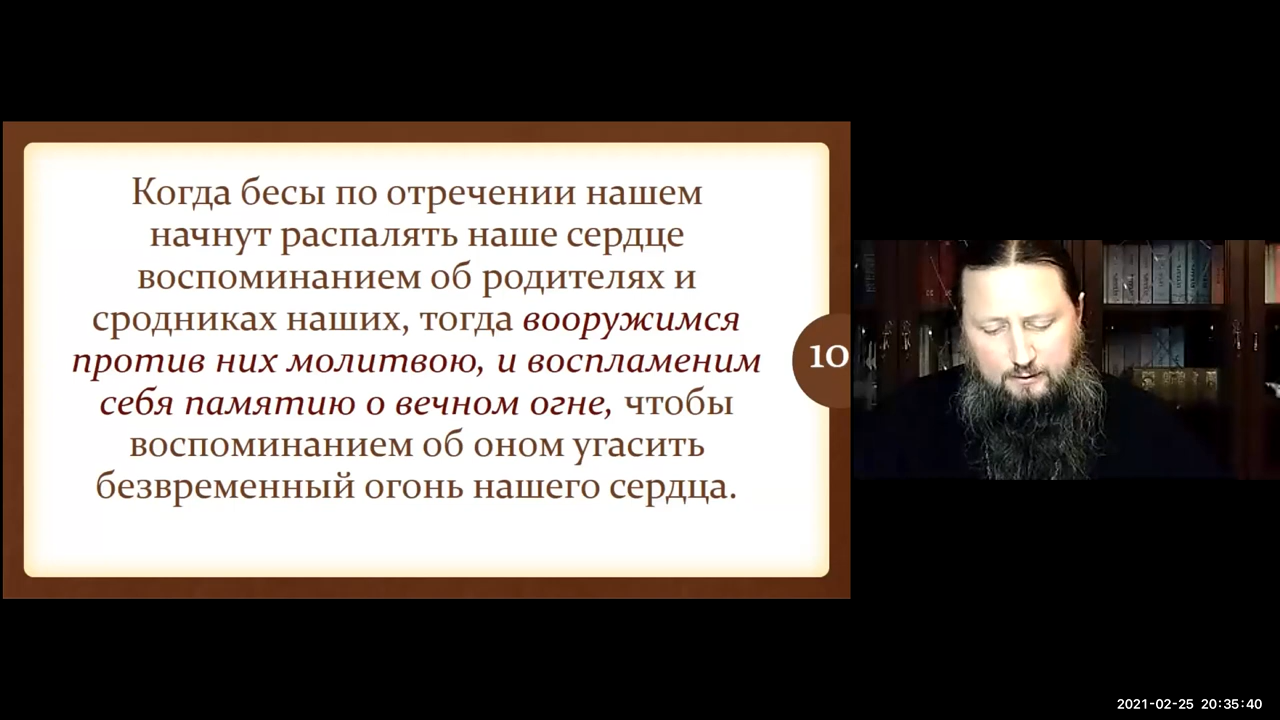 Когда бесы по отречении нашем
начнут распалять наше сердце
воспоминанием об родителях и
сродниках наших, тогда вооружимся
против них молитвою, и воспламеним
себя памятию о вечном огне, чтобы
воспоминанием об оном угасить
безвременный огонь нашего сердца.
10
2021-02-25 20:35:40